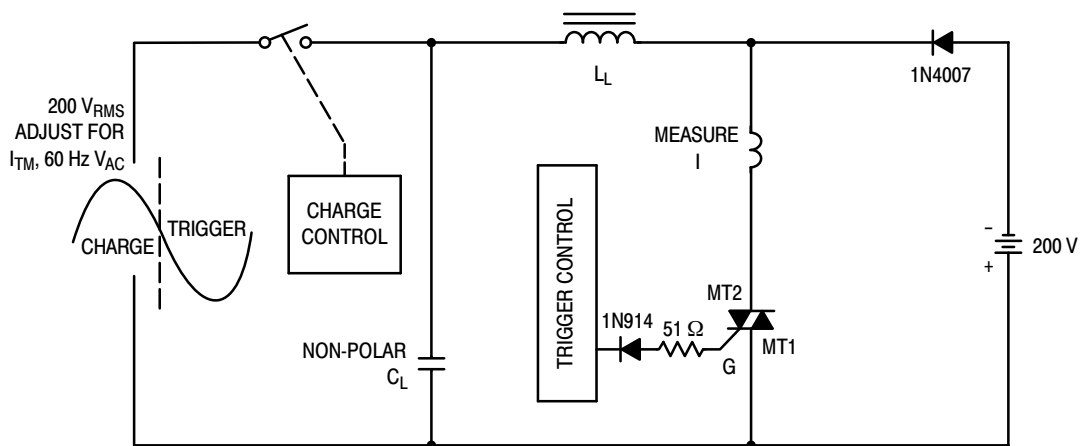 200 VRMS
ADJUST FOR
ITM, 60 Hz VAC
CHARGE
TRIGGER
CHARGE
CONTROL
NON-POLAR
CL
LL
TRIGGER CONTROL
1N914
51 Ω
MEASURE
I
MT2
MT1
G
1N4007
-
+
200 V